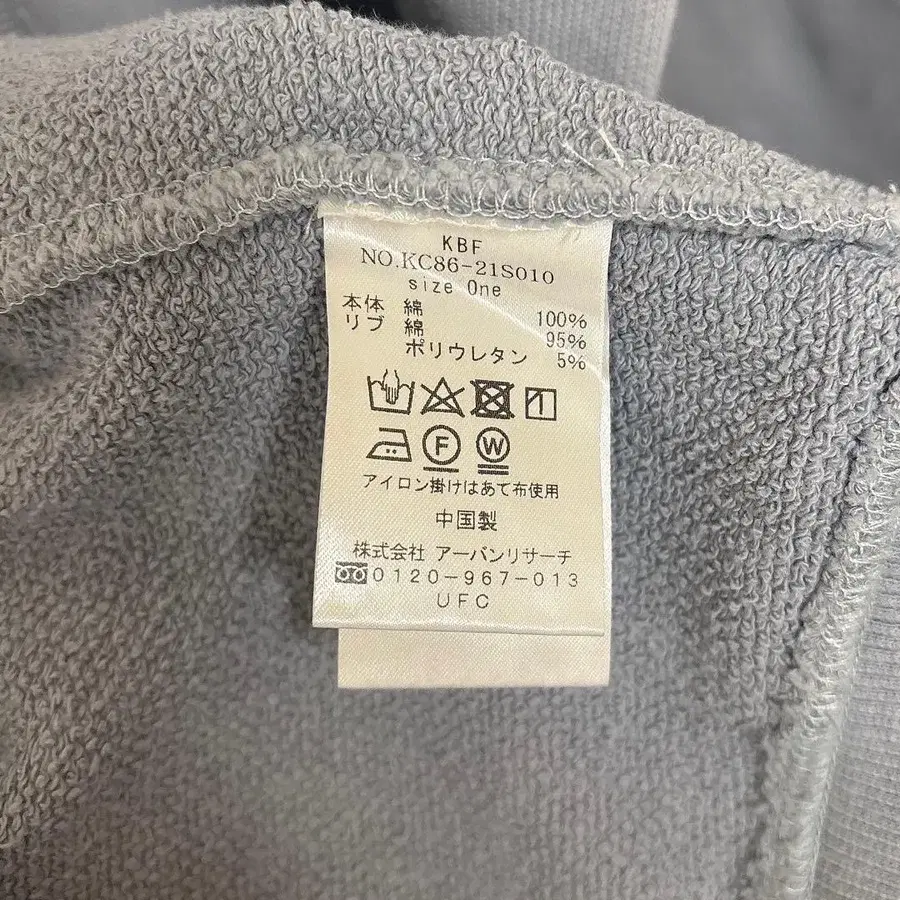 KBF
NO.KC86-21S010
size One
本体 綿 100%
リブ 綿 95%
ポリウレタン 5%
F W
アイロン掛けはあて布使用
中国製
株式会社 アーバンリサーチ
0120-967-013
UFC